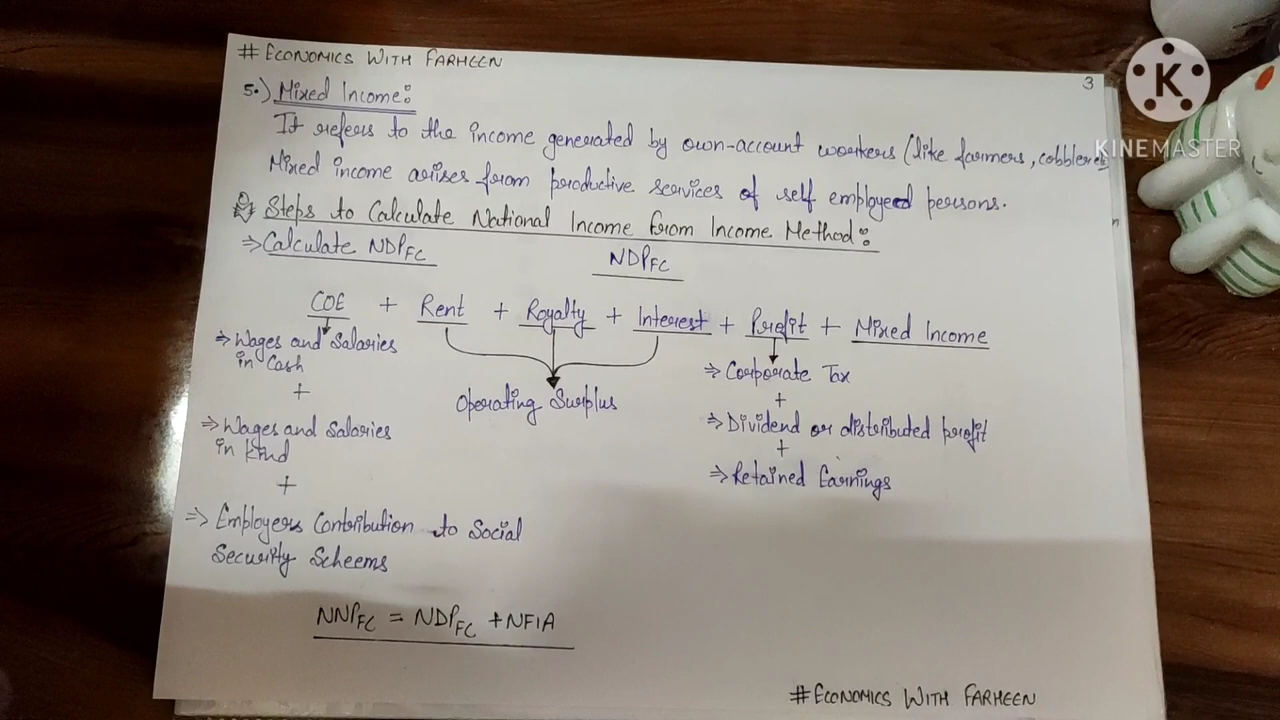 # ECONOMICS WITH FARHEEN
3
K
KINEMASTER
5.) Mixed Income:
It refers to the income generated by own-account workers (like farmers, cobblers
Mixed income arises from productive services of self employeed persons.
Steps to Calculate National Income from Income Method:
⇒ Calculate NDPFC
NDPFC
COE + Rent + Royalty + Interest + Profit + Mixed Income
⇒ Wages and Salaries
in Cash
+
⇒ Wages and Salaries
in kind
+
⇒ Employers Contribution to Social
Security Scheems
Operating Surplus
⇒ Corporate Tax
+
⇒ Dividend or distributed profit
+
⇒ Retained Earnings
NNPFC = NDPFC + NFIA
# ECONOMICS WITH FARHEEN